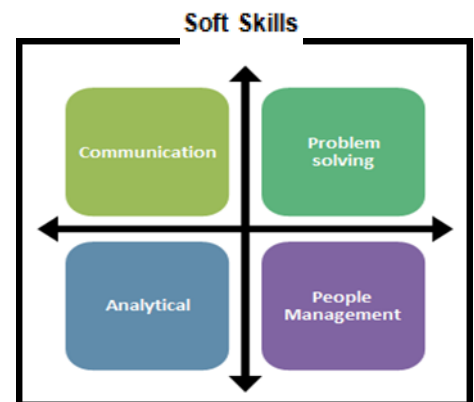 Soft Skills
Communication
Problem
solving
Analytical
People
Management